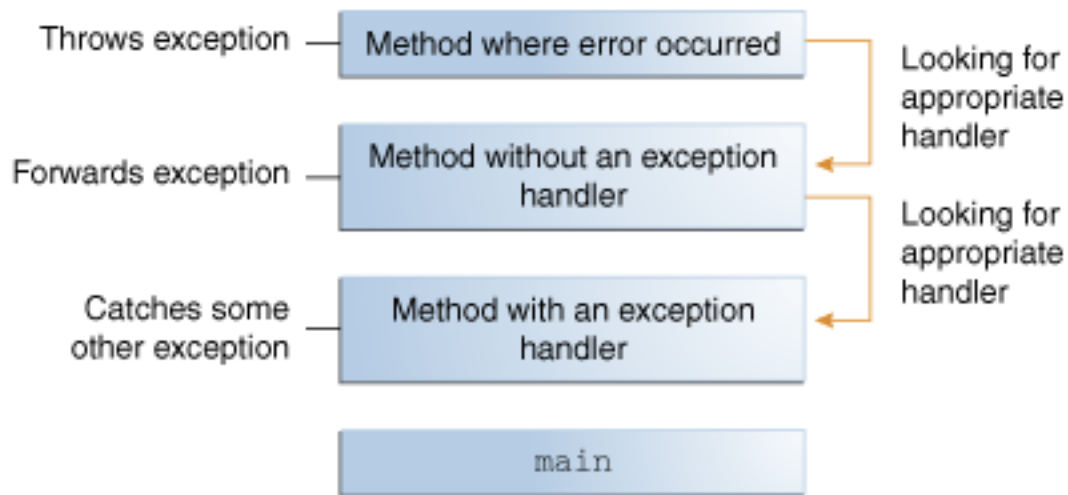 Throws exception
Method where error occurred
Looking for
appropriate
handler
Forwards exception
Method without an exception
handler
Looking for
appropriate
handler
Catches some
other exception
Method with an exception
handler
main